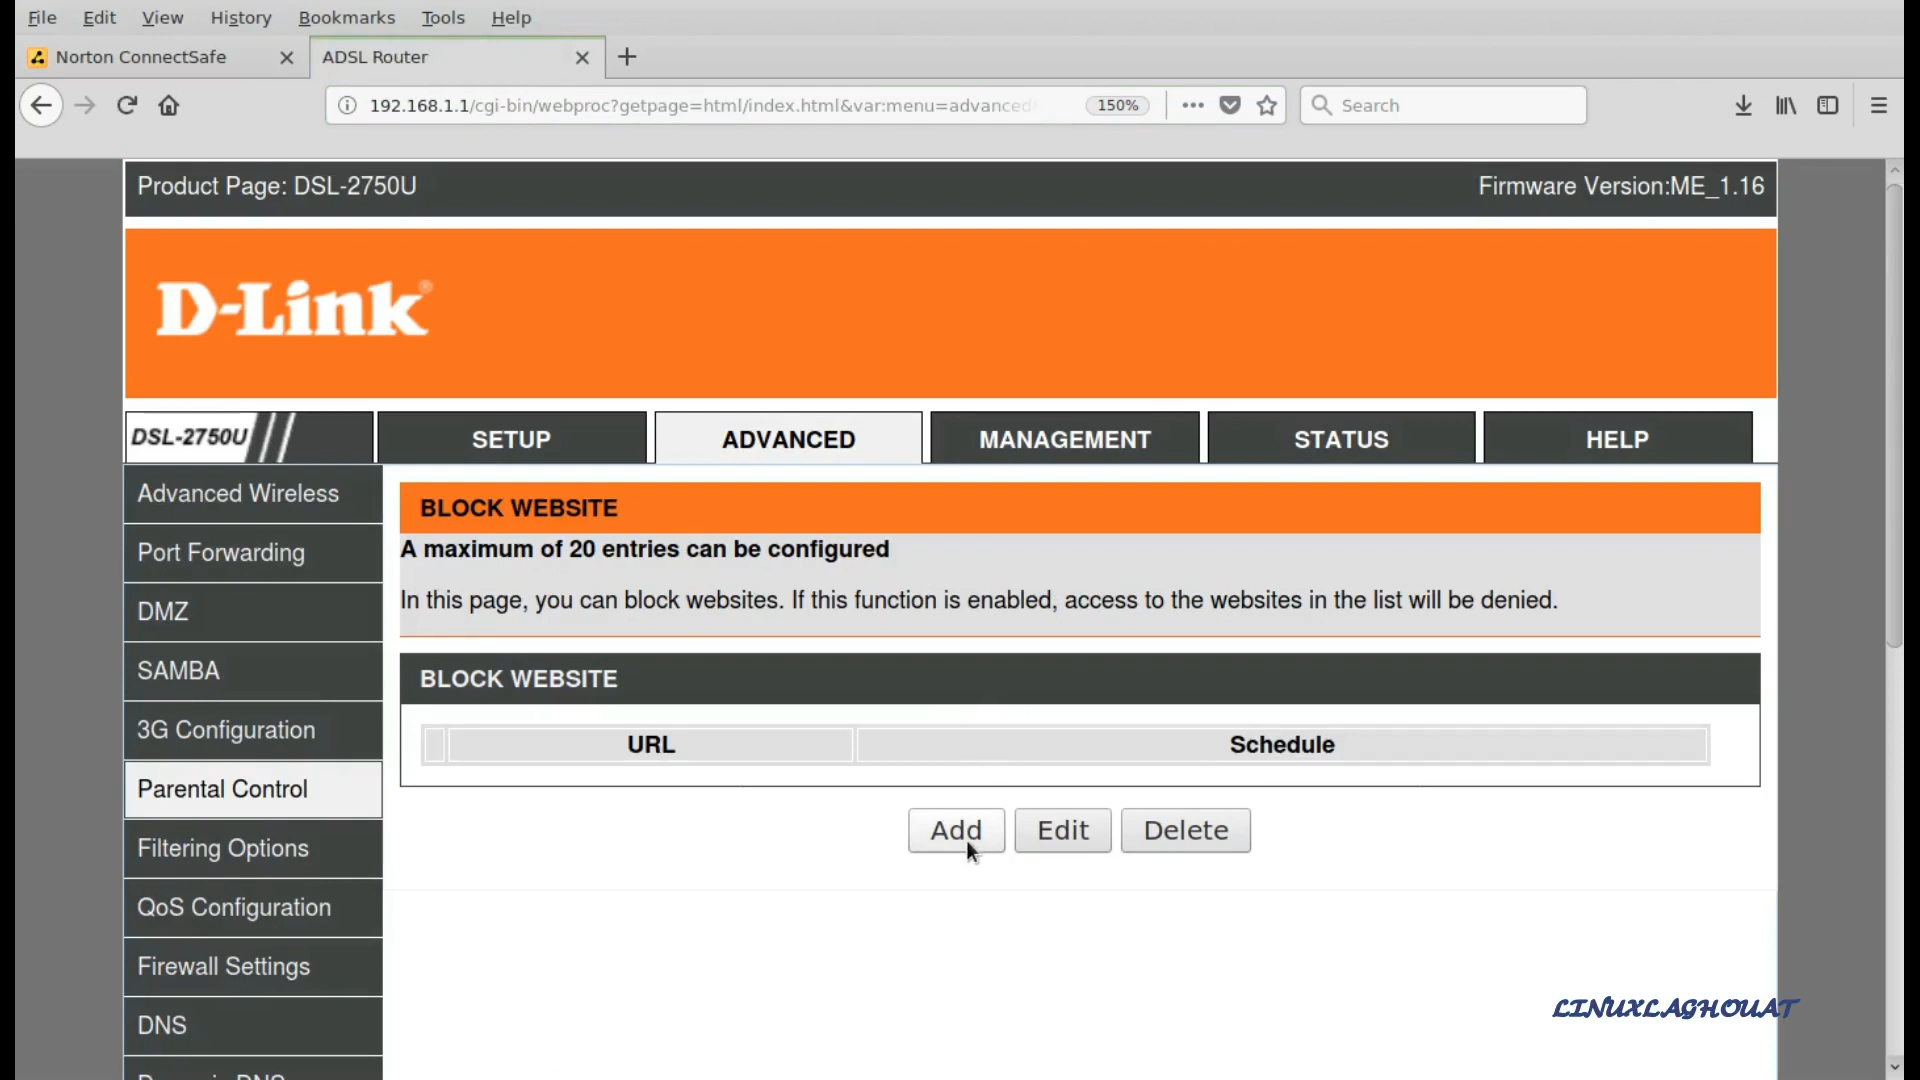 File Edit View History Bookmarks Tools Help
Norton ConnectSafe ADSL Router
192.168.1.1/cgi-bin/webproc?getpage=html/index.html&var:menu=advanced 150% Search
Product Page: DSL-2750U Firmware Version:ME_1.16
D-Link®
DSL-2750U SETUP ADVANCED MANAGEMENT STATUS HELP
Advanced Wireless
Port Forwarding
DMZ
SAMBA
3G Configuration
Parental Control
Filtering Options
QoS Configuration
Firewall Settings
DNS
BLOCK WEBSITE
A maximum of 20 entries can be configured
In this page, you can block websites. If this function is enabled, access to the websites in the list will be denied.
BLOCK WEBSITE
URL Schedule
Add Edit Delete
LINUXLAGHOUAT